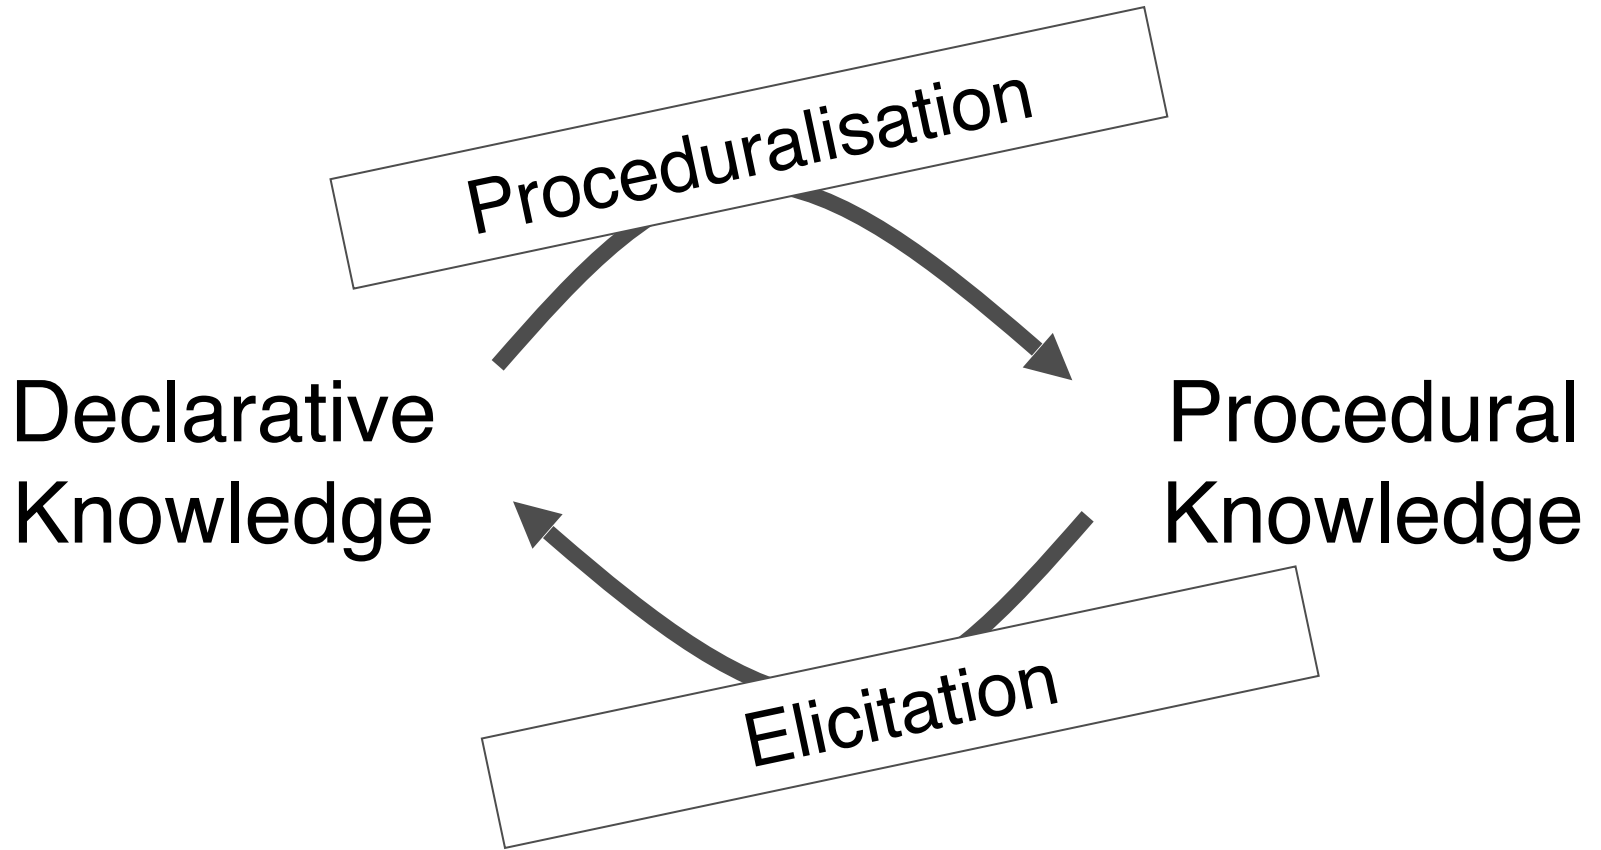 Proceduralisation
Declarative
Knowledge
Procedural
Knowledge
Elicitation